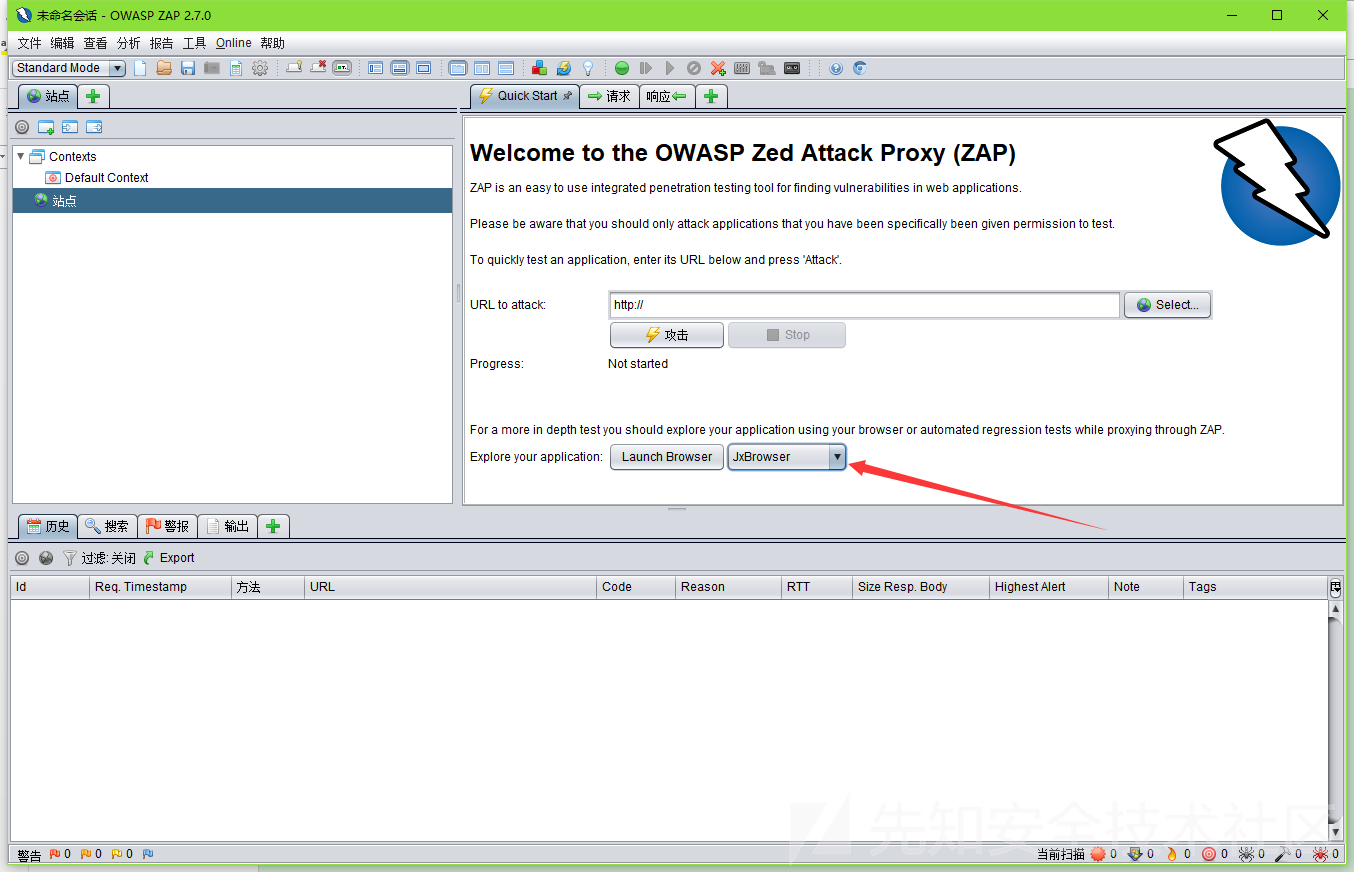 未命名会话 - OWASP ZAP 2.7.0
文件 编辑 查看 分析 报告 工具 Online 帮助
Standard Mode
站点
Quick Start 请求 响应
Contexts
Default Context
站点
Welcome to the OWASP Zed Attack Proxy (ZAP)
ZAP is an easy to use integrated penetration testing tool for finding vulnerabilities in web applications.
Please be aware that you should only attack applications that you have been specifically been given permission to test.
To quickly test an application, enter its URL below and press 'Attack'.
URL to attack: http:// Select...
攻击 Stop
Progress: Not started
For a more in depth test you should explore your application using your browser or automated regression tests while proxying through ZAP.
Explore your application: Launch Browser JxBrowser
历史 搜索 警报 输出
过滤: 关闭 Export
Id Req. Timestamp 方法 URL Code Reason RTT Size Resp. Body Highest Alert Note Tags
先知安全技术社区
警告 0 0 0 当前扫描 0 0 0 0 0 0 0